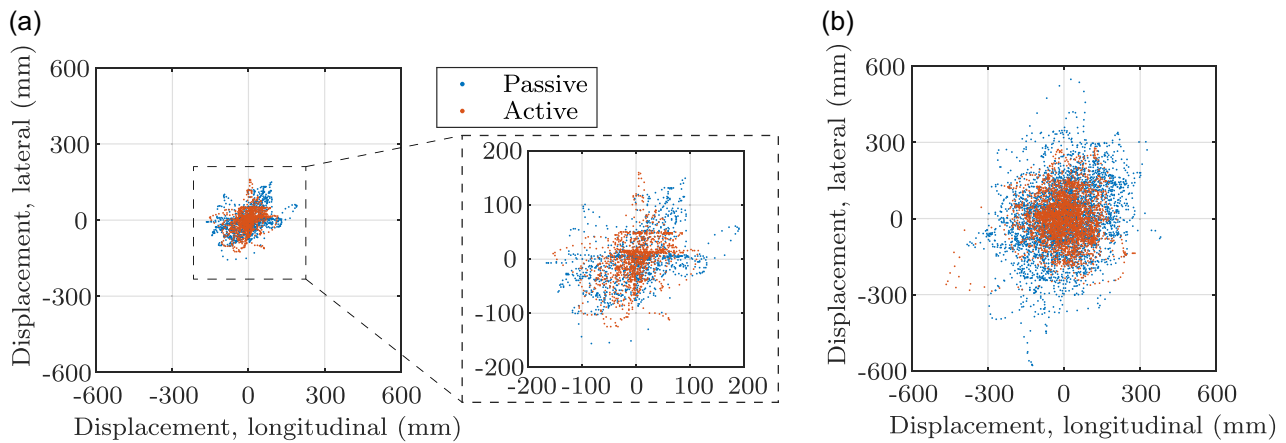 (a)
Displacement, lateral (mm)
600
300
0
-300
-600
-600 -300 0 300 600
Displacement, longitudinal (mm)
Passive
Active
200
100
0
-100
-200
-200 -100 0 100 200
(b)
Displacement, lateral (mm)
600
300
0
-300
-600
-600 -300 0 300 600
Displacement, longitudinal (mm)